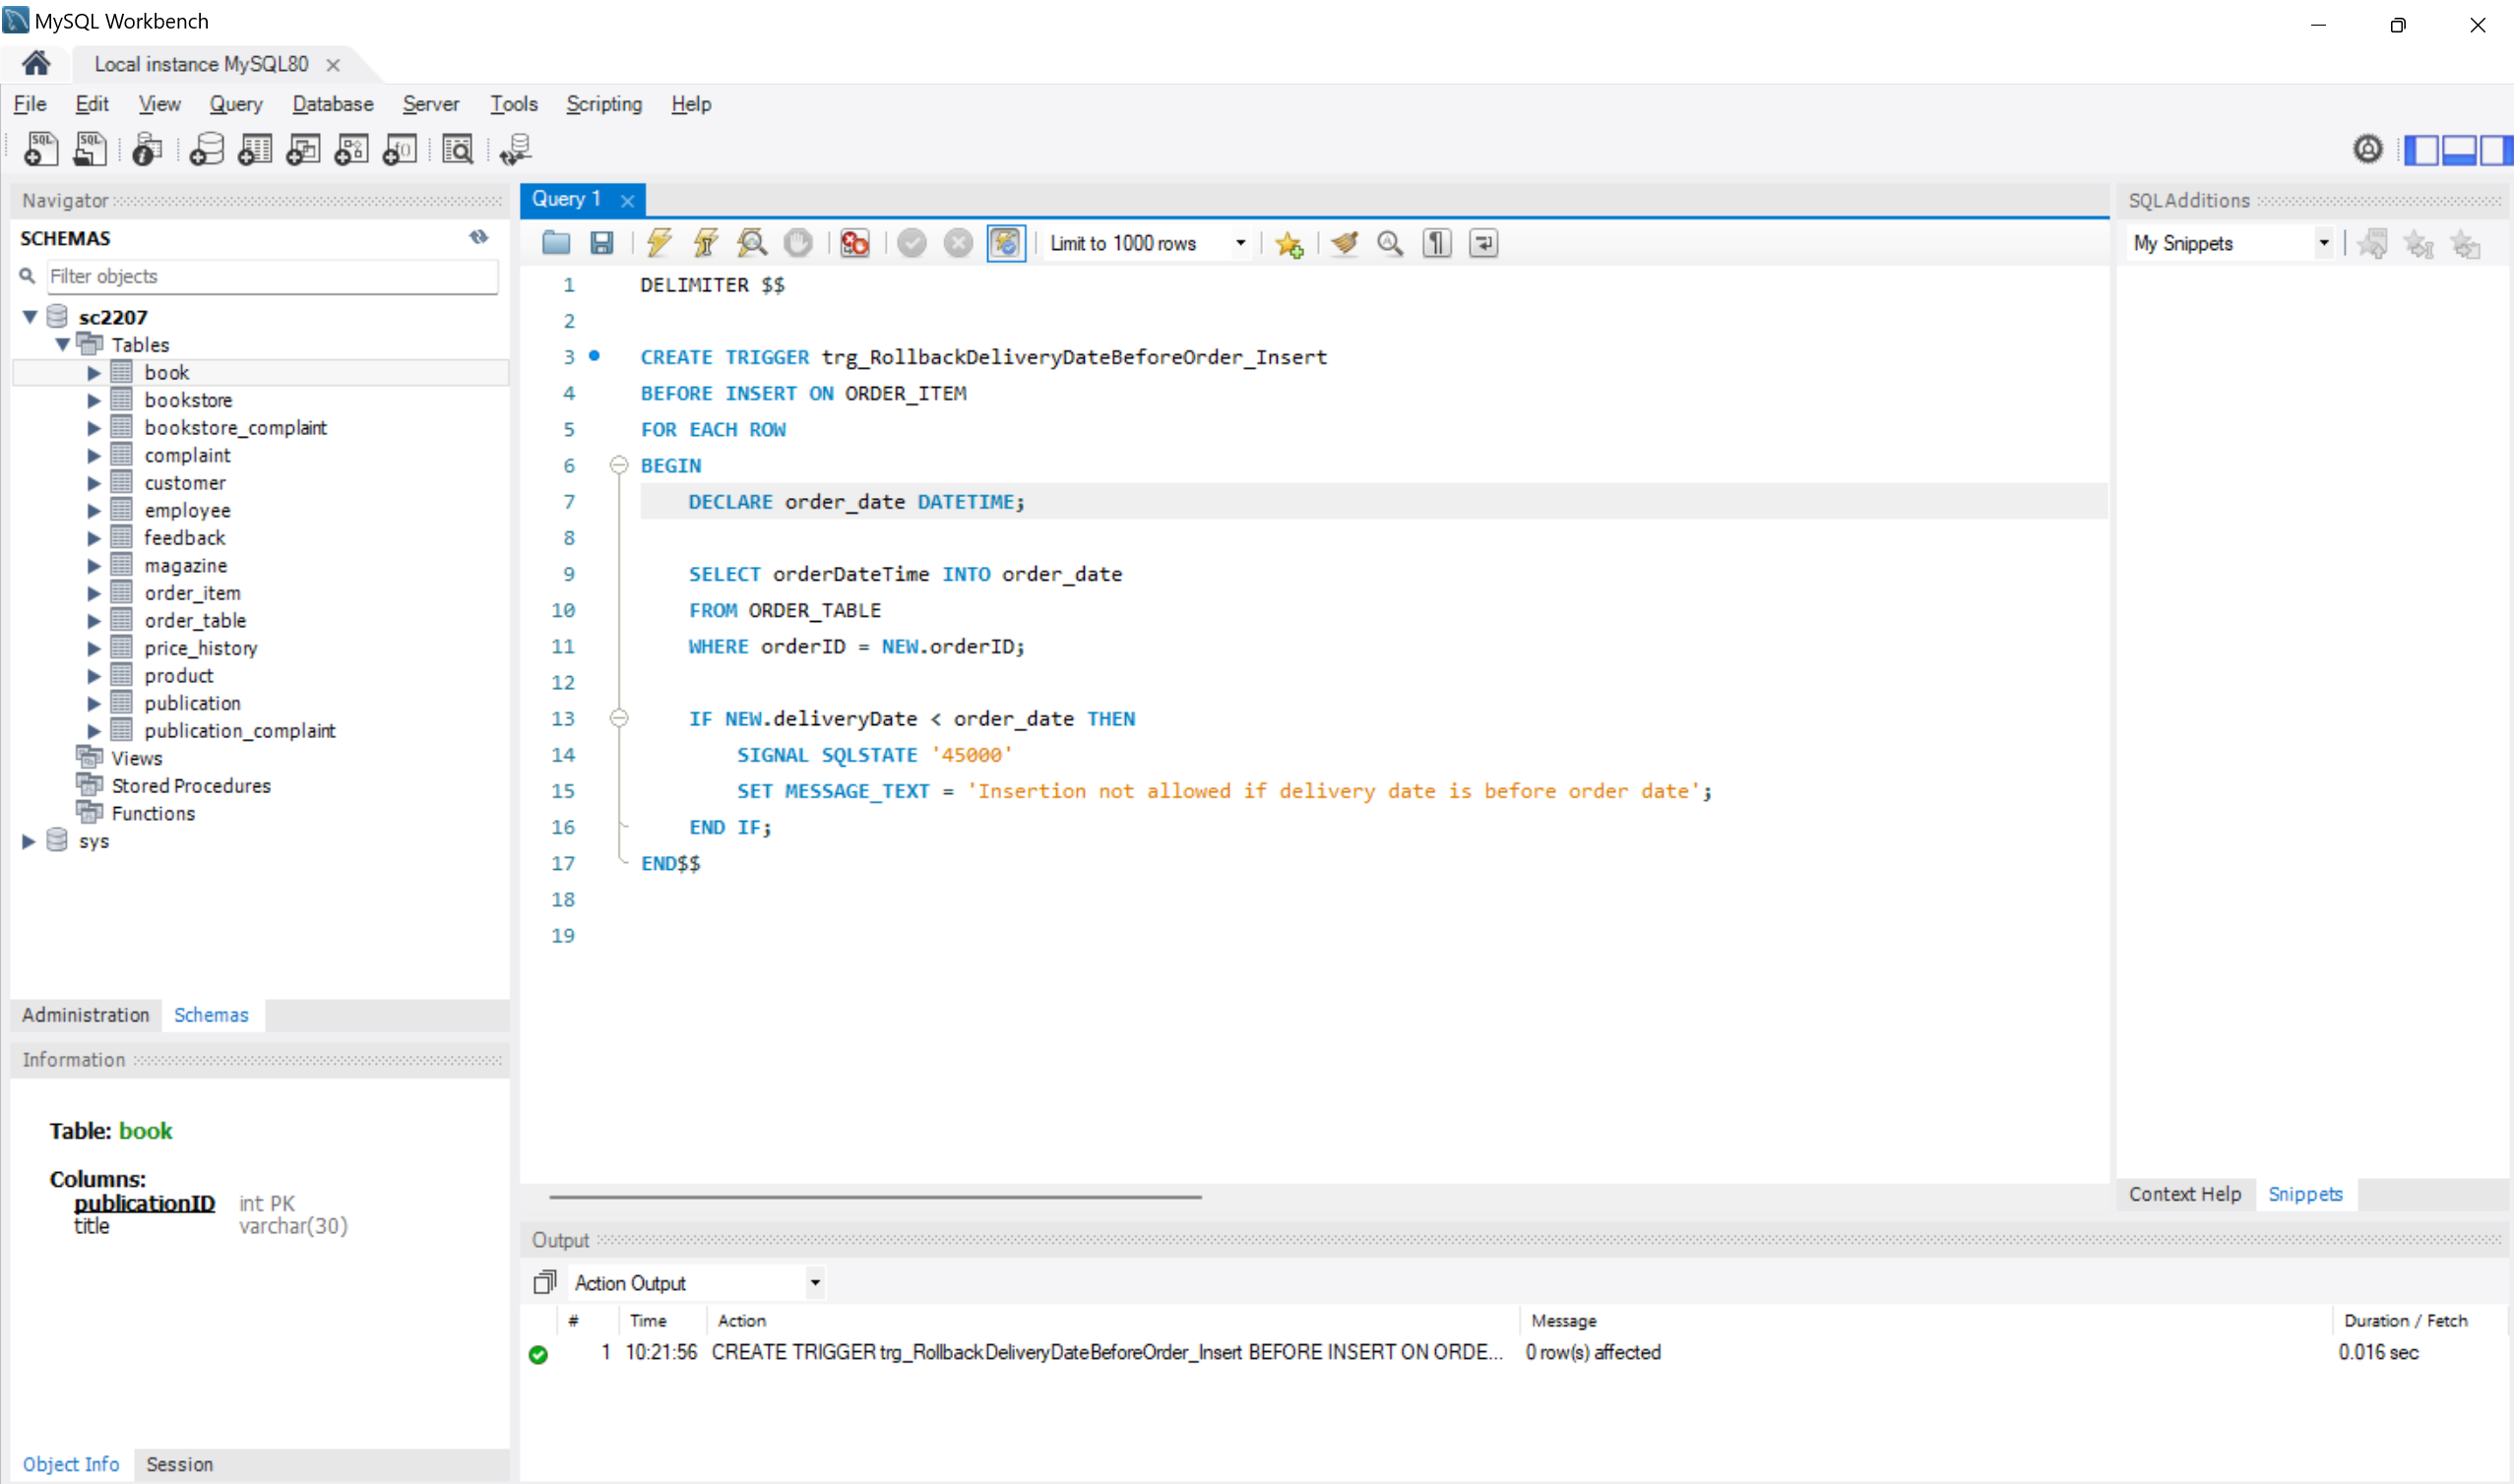 MySQL Workbench
Local instance MySQL80
File Edit View Query Database Server Tools Scripting Help
Navigator
SCHEMAS
Filter objects
sc2207
Tables
book
bookstore
bookstore_complaint
complaint
customer
employee
feedback
magazine
order_item
order_table
price_history
product
publication
publication_complaint
Views
Stored Procedures
Functions
sys
Administration Schemas
Information
Table: book
Columns:
publicationID int PK
title varchar(30)
Object Info Session
Query 1
Limit to 1000 rows
1 DELIMITER $$
2
3 CREATE TRIGGER trg_RollbackDeliveryDateBeforeOrder_Insert
4 BEFORE INSERT ON ORDER_ITEM
5 FOR EACH ROW
6 BEGIN
7 DECLARE order_date DATETIME;
8
9 SELECT orderDateTime INTO order_date
10 FROM ORDER_TABLE
11 WHERE orderID = NEW.orderID;
12
13 IF NEW.deliveryDate < order_date THEN
14 SIGNAL SQLSTATE '45000'
15 SET MESSAGE_TEXT = 'Insertion not allowed if delivery date is before order date';
16 END IF;
17 END$$
18
19
SQLAdditions
My Snippets
Context Help Snippets
Output
Action Output
# Time Action Message Duration / Fetch
1 10:21:56 CREATE TRIGGER trg_RollbackDeliveryDateBeforeOrder_Insert BEFORE INSERT ON ORDE... 0 row(s) affected 0.016 sec